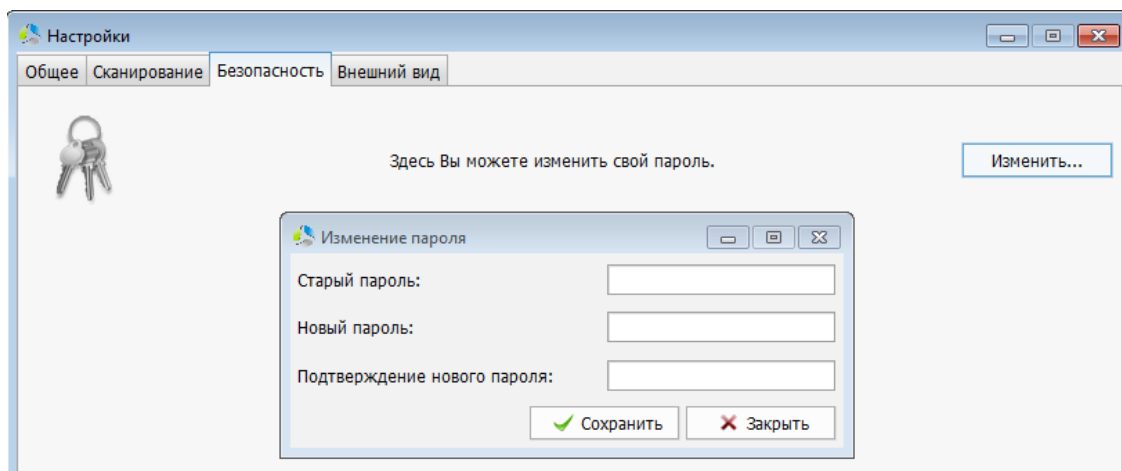 Настройки
Общее Сканирование Безопасность Внешний вид
Здесь Вы можете изменить свой пароль.
Изменить...
Изменение пароля
Старый пароль:
Новый пароль:
Подтверждение нового пароля:
Сохранить Закрыть